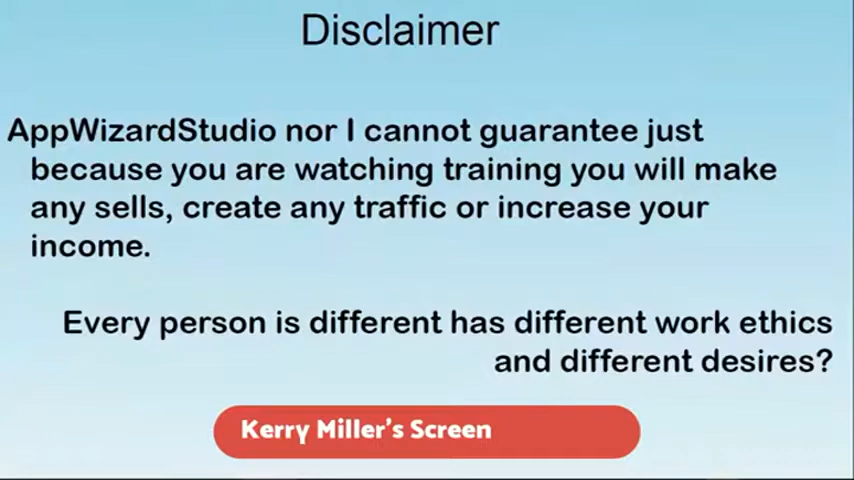 Disclaimer
AppWizardStudio nor I cannot guarantee just
because you are watching training you will make
any sells, create any traffic or increase your
income.
Every person is different has different work ethics
and different desires?
Kerry Miller's Screen